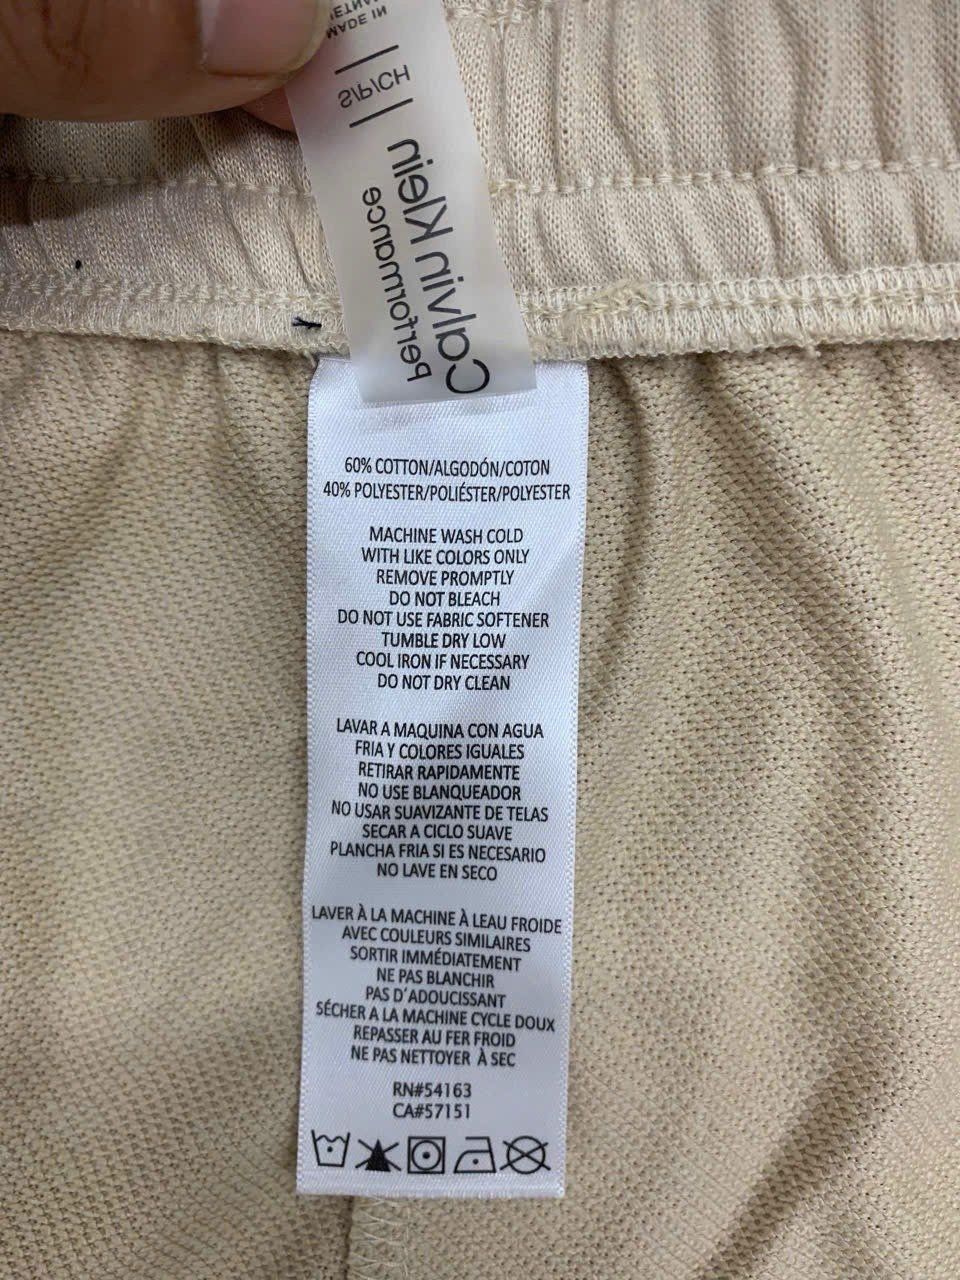 MADE IN
S/P/CH
Calvin Klein
performance
60% COTTON/ALGODÓN/COTON
40% POLYESTER/POLIÉSTER/POLYESTER
MACHINE WASH COLD
WITH LIKE COLORS ONLY
REMOVE PROMPTLY
DO NOT BLEACH
DO NOT USE FABRIC SOFTENER
TUMBLE DRY LOW
COOL IRON IF NECESSARY
DO NOT DRY CLEAN
LAVAR A MAQUINA CON AGUA
FRIA Y COLORES IGUALES
RETIRAR RAPIDAMENTE
NO USE BLANQUEADOR
NO USAR SUAVIZANTE DE TELAS
SECAR A CICLO SUAVE
PLANCHA FRIA SI ES NECESARIO
NO LAVE EN SECO
LAVER À LA MACHINE À LEAU FROIDE
AVEC COULEURS SIMILAIRES
SORTIR IMMÉDIATEMENT
NE PAS BLANCHIR
PAS D'ADOUCISSANT
SÉCHER A LA MACHINE CYCLE DOUX
REPASSER AU FER FROID
NE PAS NETTOYER À SEC
RN#54163
CA#57151